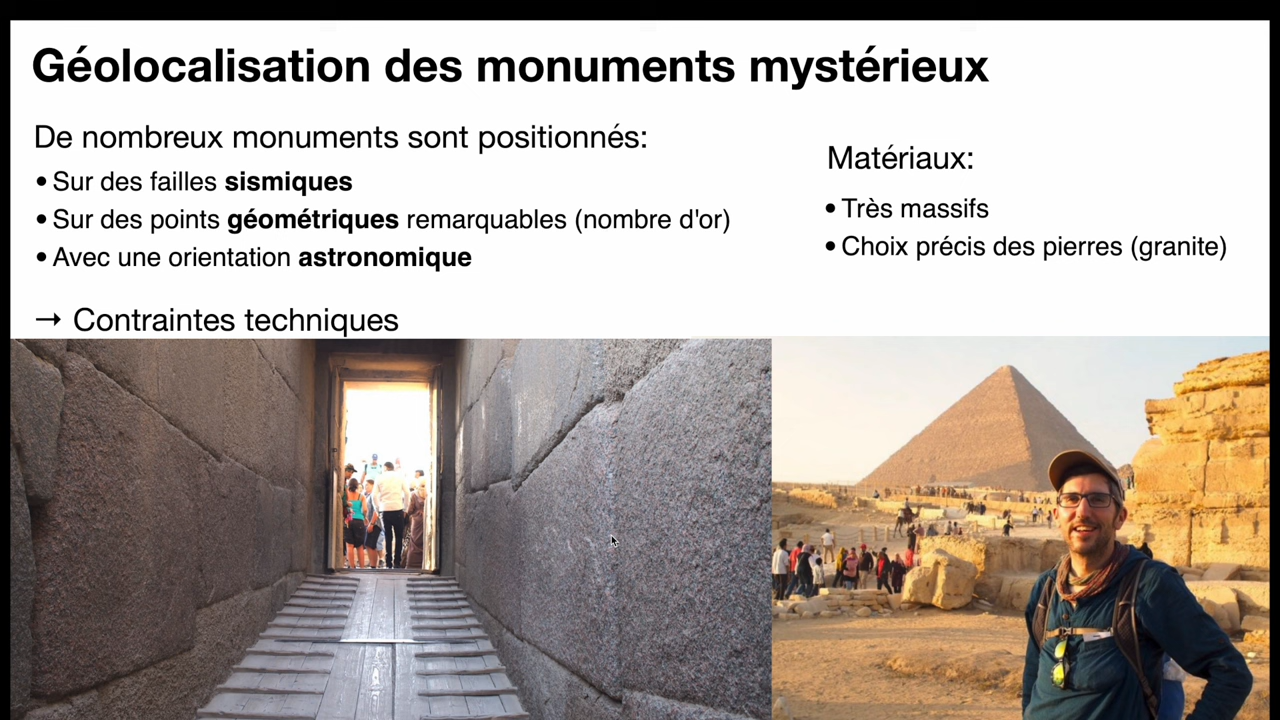 Géolocalisation des monuments mystérieux
De nombreux monuments sont positionnés:
• Sur des failles sismiques
• Sur des points géométriques remarquables (nombre d'or)
• Avec une orientation astronomique
→ Contraintes techniques
Matériaux:
• Très massifs
• Choix précis des pierres (granite)